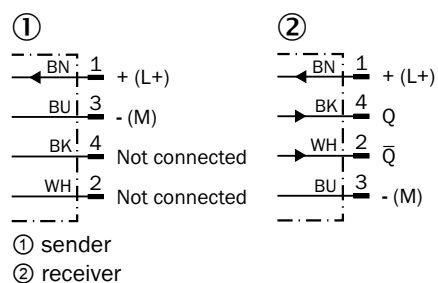 ① ②
BN 1 + (L+)
BU 3 - (M)
BK 4 Not connected
WH 2 Not connected
BN 1 + (L+)
BK 4 Q
WH 2 Q̅
BU 3 - (M)
① sender
② receiver